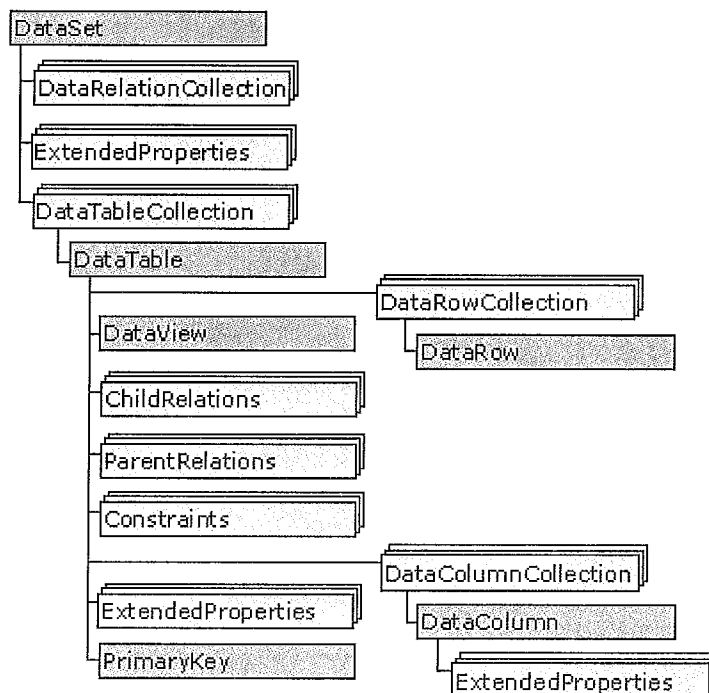 DataSet
DataRelationCollection
ExtendedProperties
DataTableCollection
DataTable
DataRowCollection
DataView
DataRow
ChildRelations
ParentRelations
Constraints
DataColumnCollection
ExtendedProperties
DataColumn
PrimaryKey
ExtendedProperties